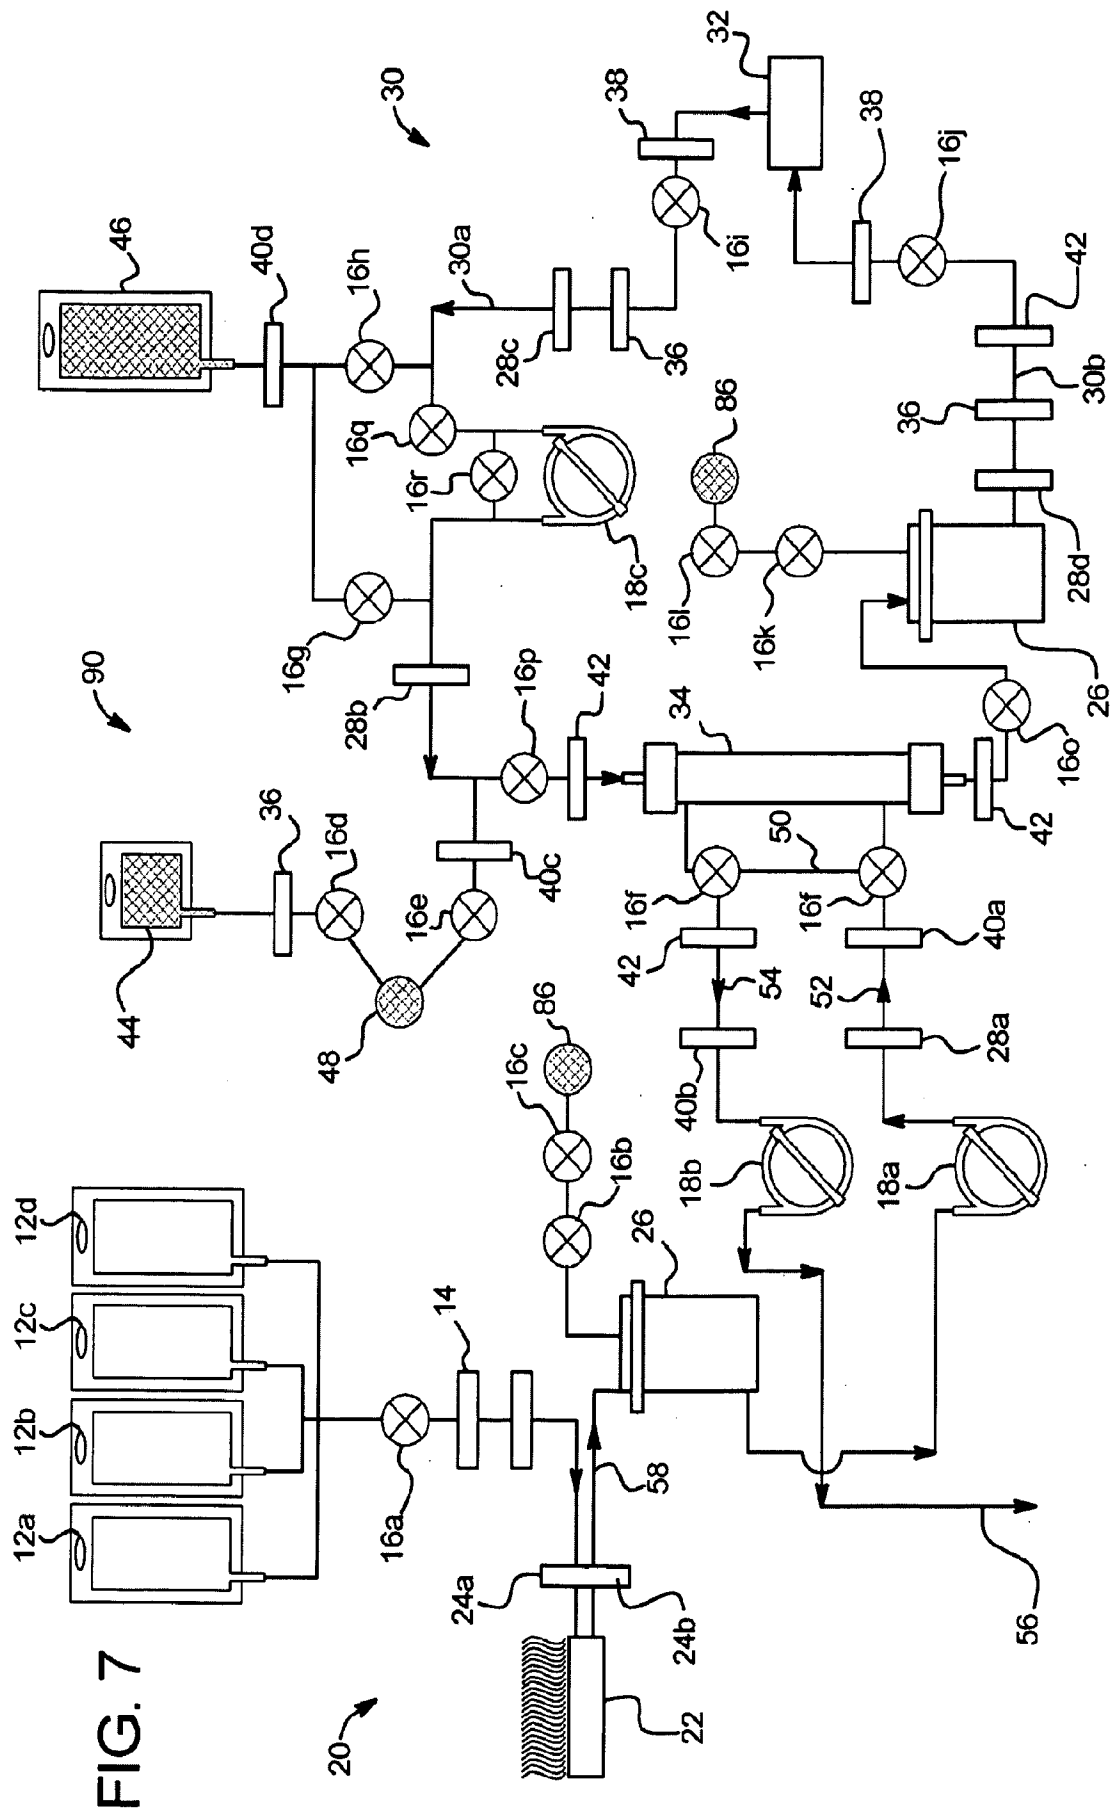 12a 12b 12c 12d
90
46
FIG. 7
44
40d
36
16g
20
48
16d
16h
28b
16q
30
16a
16e
16r
14
24a
16p
30a
16c
40c
28c
86
42
18c
38
16b
58
26
16f
34
36
24b
42
16l
22
40b
18b
54
50
16f
16k
86
32
16i
52
38
18a
36
16j
56
28a
40a
42
16o
26
28d
30b
42